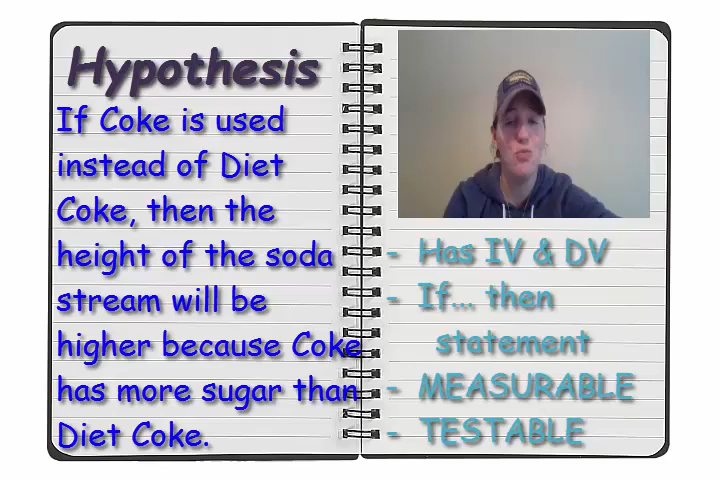 Hypothesis
If Coke is used
instead of Diet
Coke, then the
height of the soda
stream will be
higher because Coke
has more sugar than
Diet Coke.
- Has IV & DV
- If... then
statement
- MEASURABLE
- TESTABLE